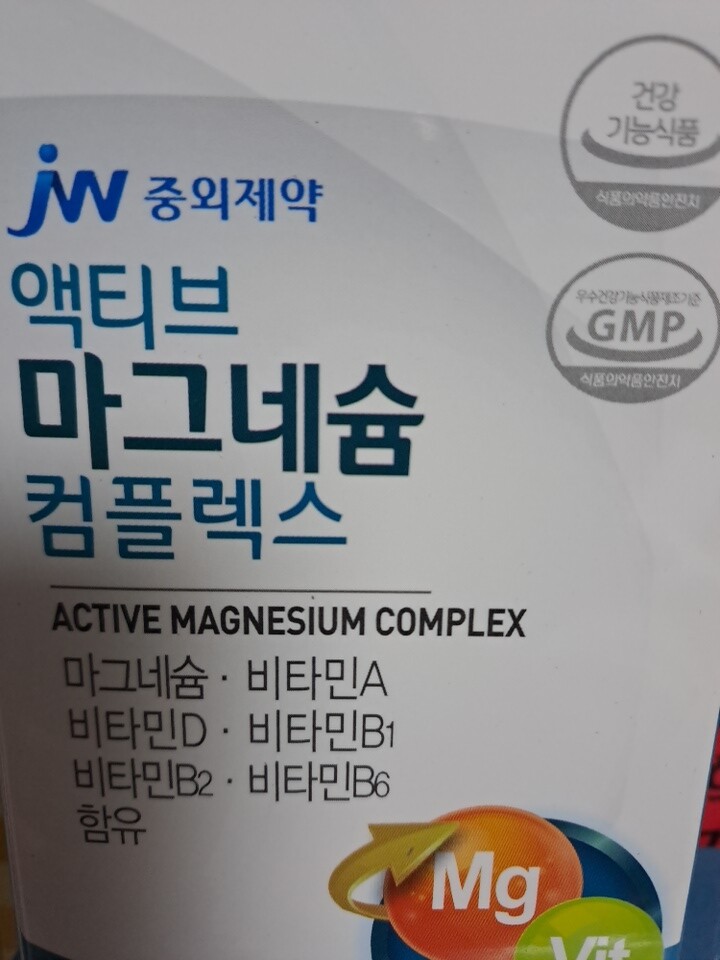 건강
기능식품
식품의약품안전처
jw 중외제약
우수건강기능식품제조기준
GMP
식품의약품안전처
액티브
마그네슘
컴플렉스
ACTIVE MAGNESIUM COMPLEX
마그네슘 · 비타민A
비타민D · 비타민B1
비타민B2 · 비타민B6
함유
Mg
Vit